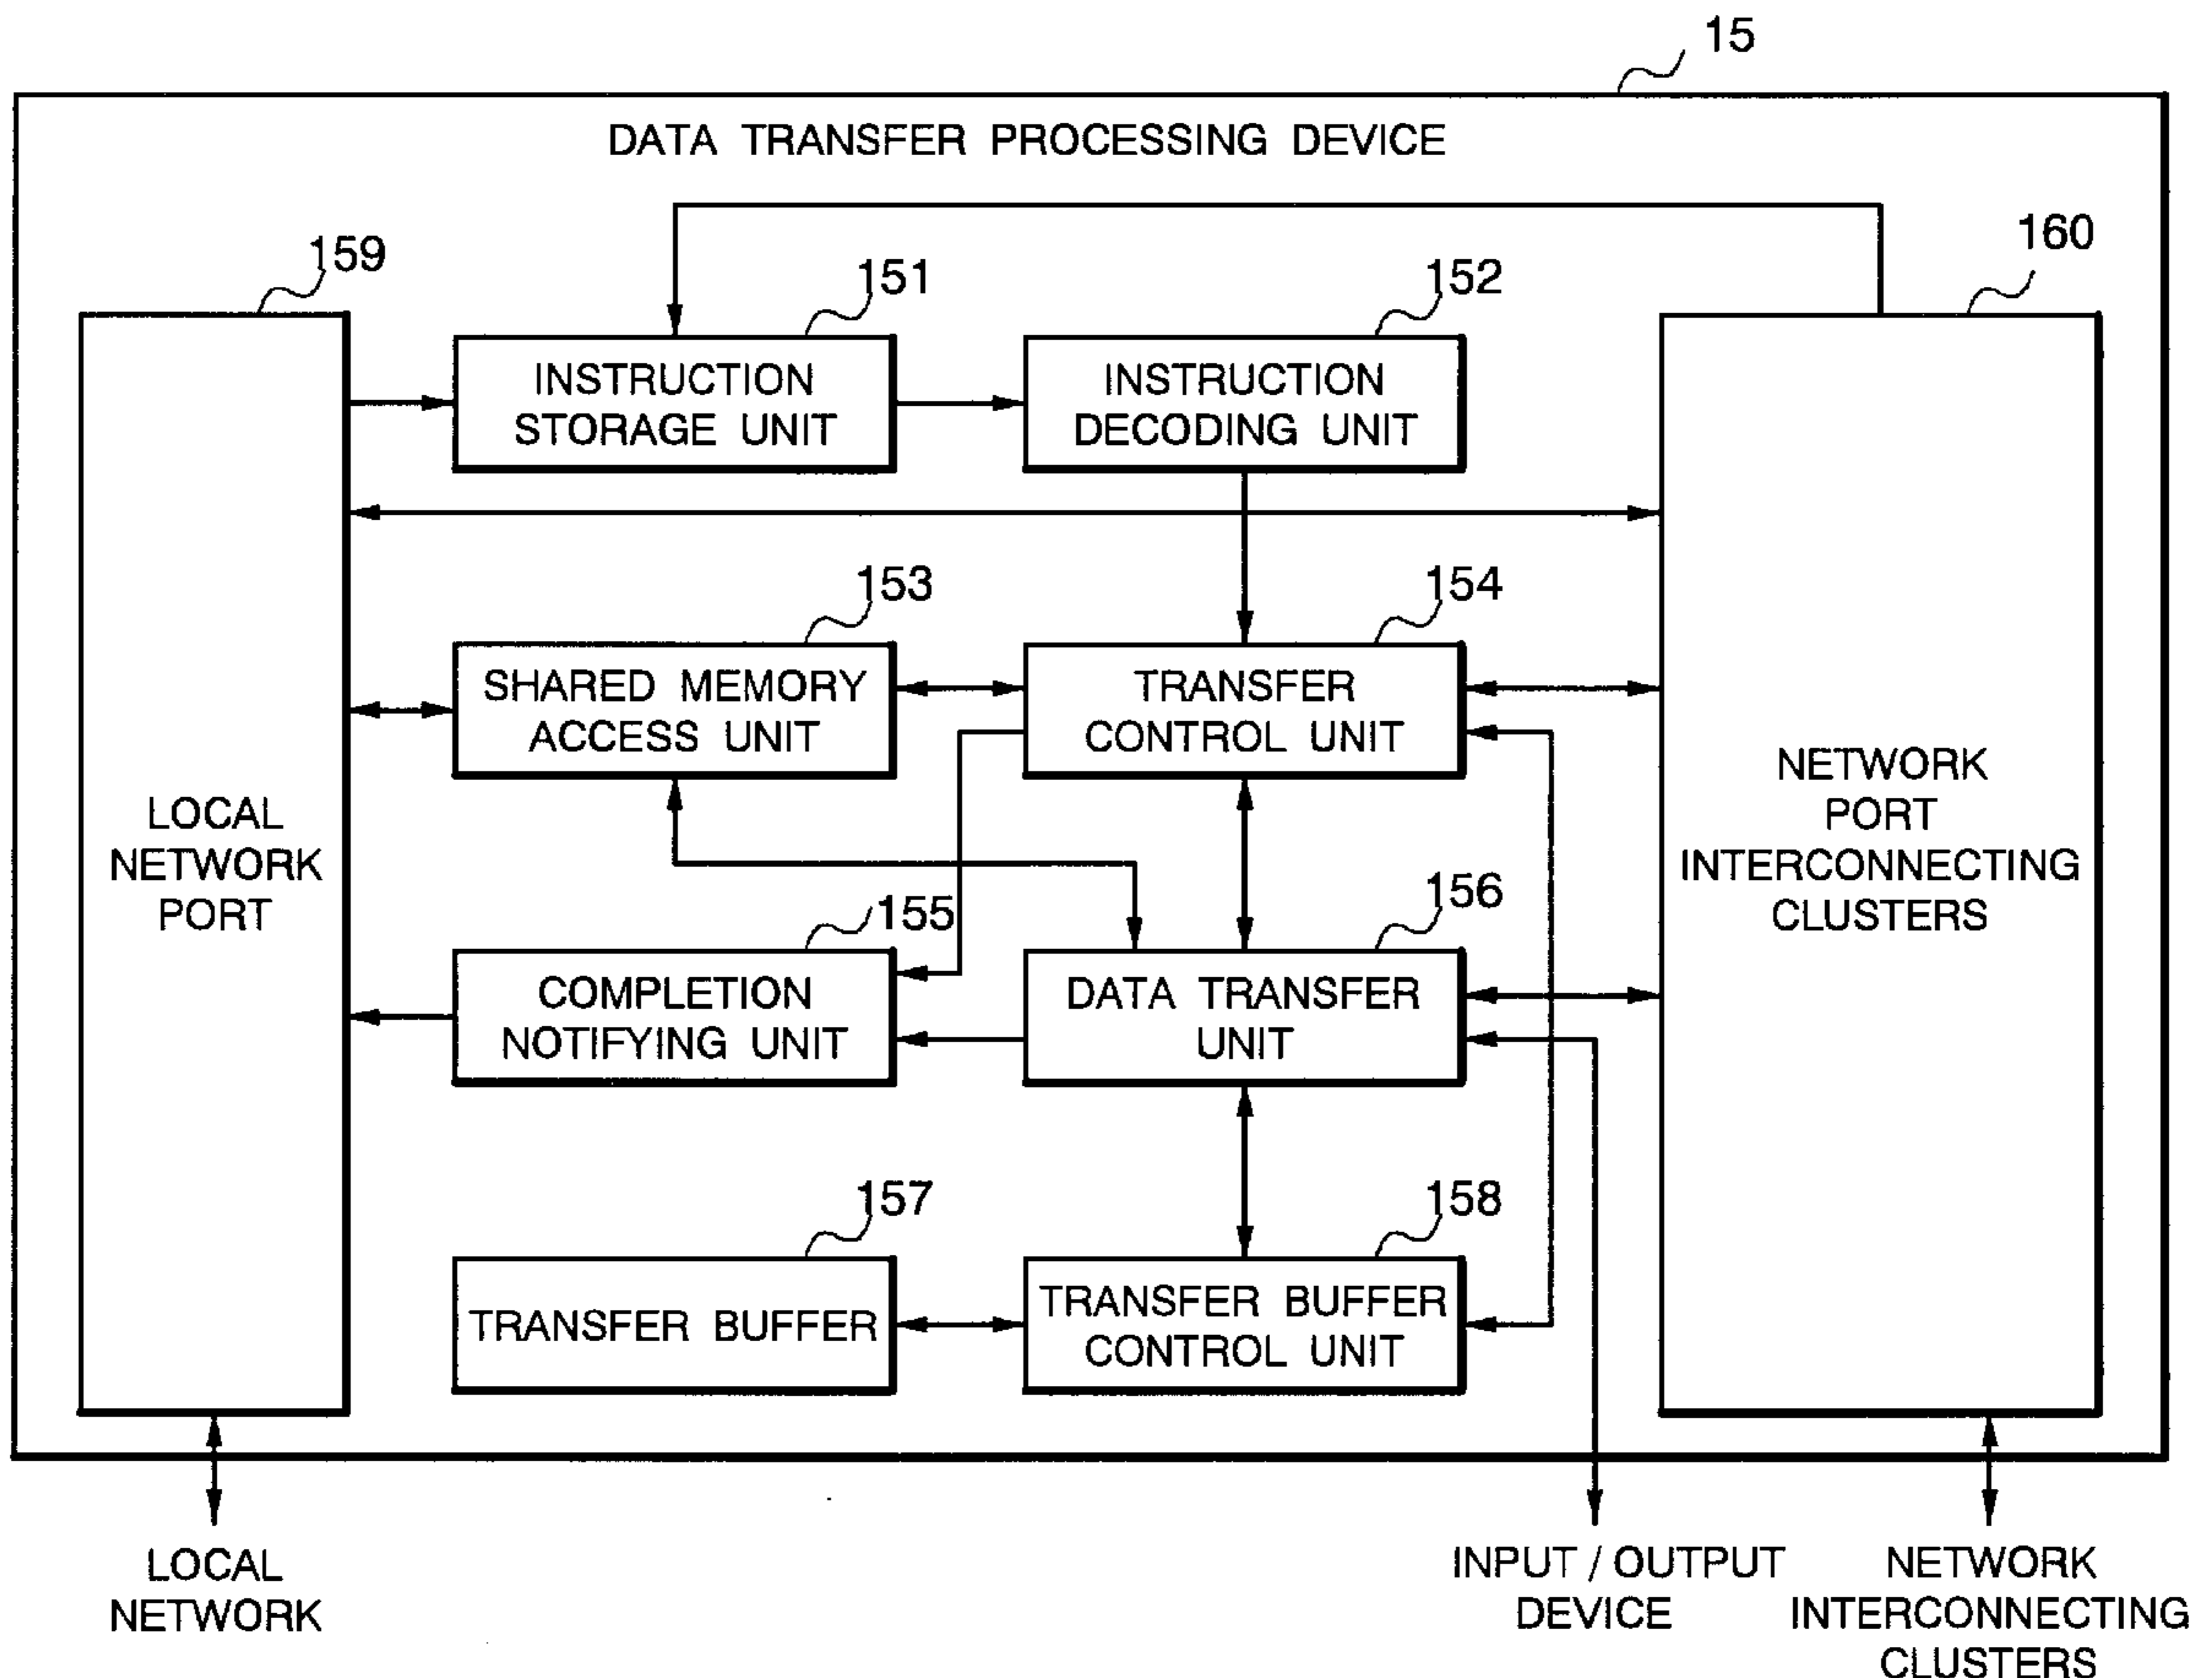 15
DATA TRANSFER PROCESSING DEVICE
159
151
152
160
INSTRUCTION
STORAGE UNIT
INSTRUCTION
DECODING UNIT
153
154
SHARED MEMORY
ACCESS UNIT
TRANSFER
CONTROL UNIT
LOCAL
NETWORK
PORT
NETWORK
PORT
INTERCONNECTING
CLUSTERS
155
156
COMPLETION
NOTIFYING UNIT
DATA TRANSFER
UNIT
157
158
TRANSFER BUFFER
TRANSFER BUFFER
CONTROL UNIT
LOCAL
NETWORK
INPUT / OUTPUT
DEVICE
NETWORK
INTERCONNECTING
CLUSTERS